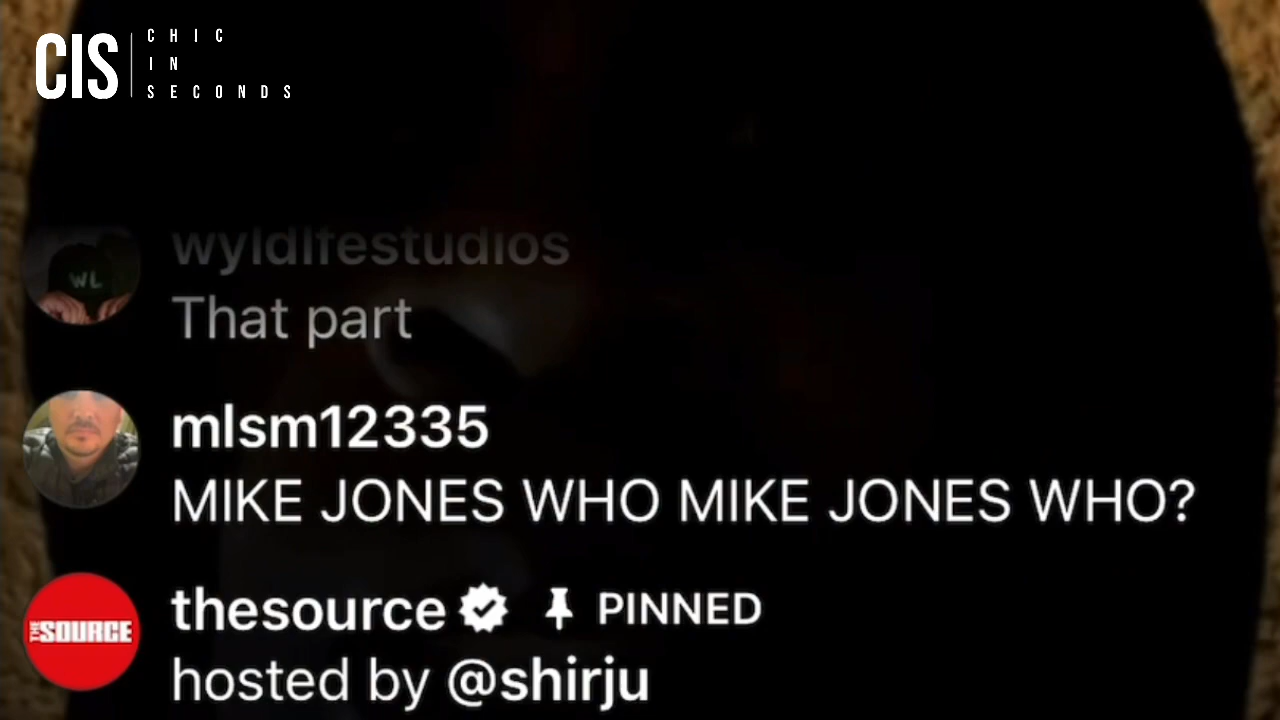 CIS
CHIC
IN
SECONDS
wyldlfestudios
That part
WL
mlsm12335
MIKE JONES WHO MIKE JONES WHO?
thesource PINNED
THE SOURCE
hosted by @shirju